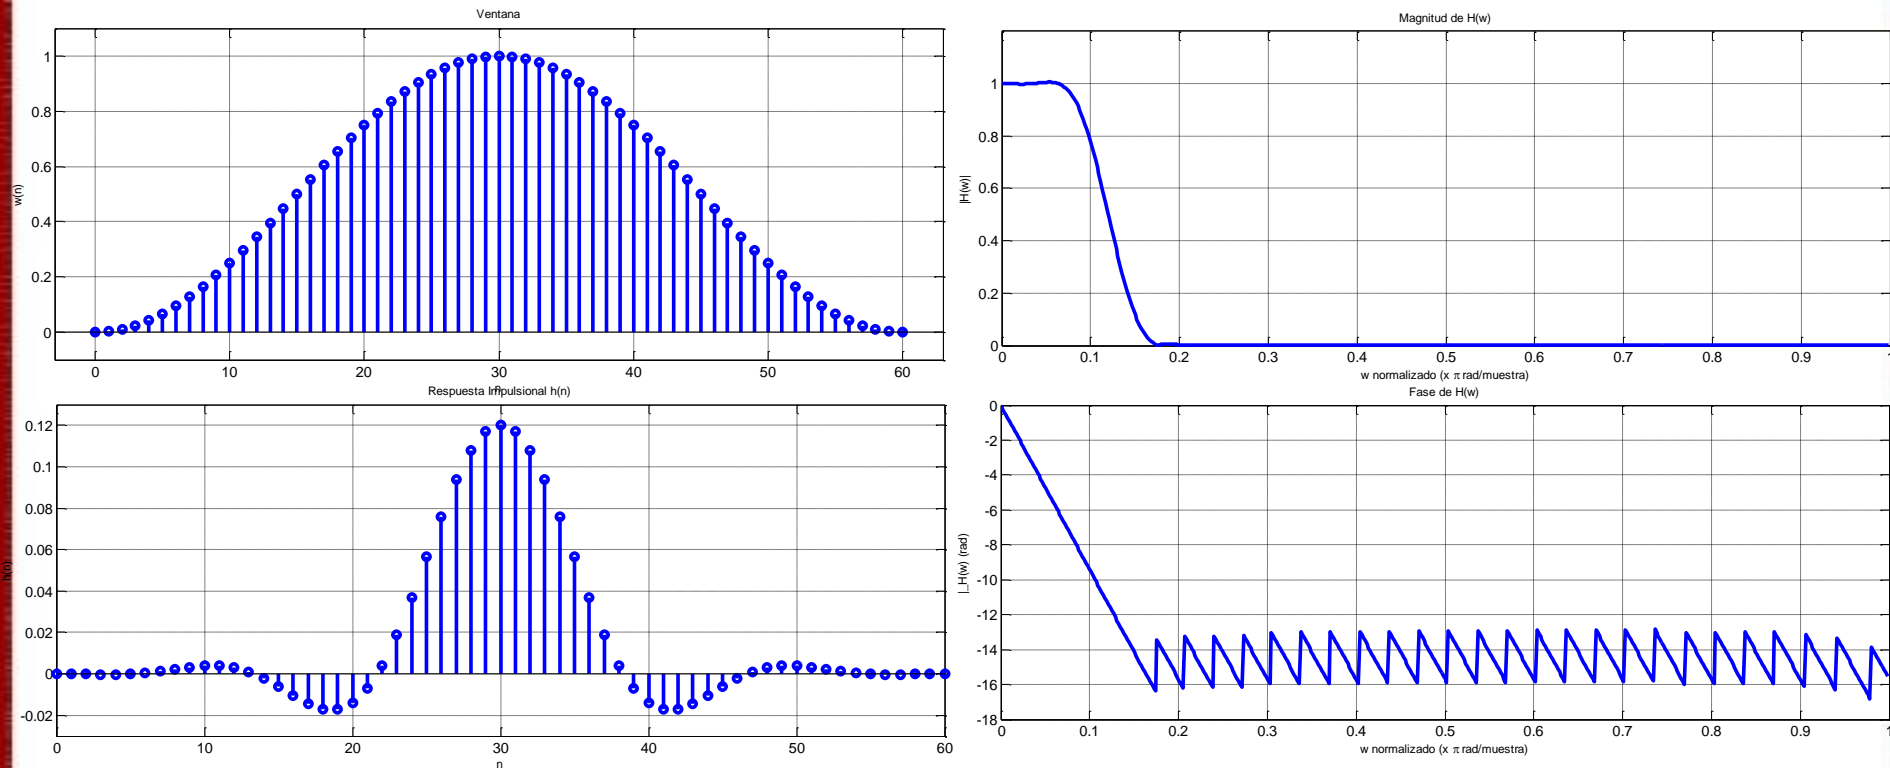 Ventana
w(n)
1
0.8
0.6
0.4
0.2
0
0 10 20 30 40 50 60
n
Magnitud de H(w)
|H(w)|
1
0.8
0.6
0.4
0.2
0
0 0.1 0.2 0.3 0.4 0.5 0.6 0.7 0.8 0.9 1
w normalizado (x π rad/muestra)
Respuesta Impulsional h(n)
h(n)
0.12
0.1
0.08
0.06
0.04
0.02
0
-0.02
0 10 20 30 40 50 60
n
Fase de H(w)
|_H(w) (rad)
0
-2
-4
-6
-8
-10
-12
-14
-16
-18
0 0.1 0.2 0.3 0.4 0.5 0.6 0.7 0.8 0.9 1
w normalizado (x π rad/muestra)